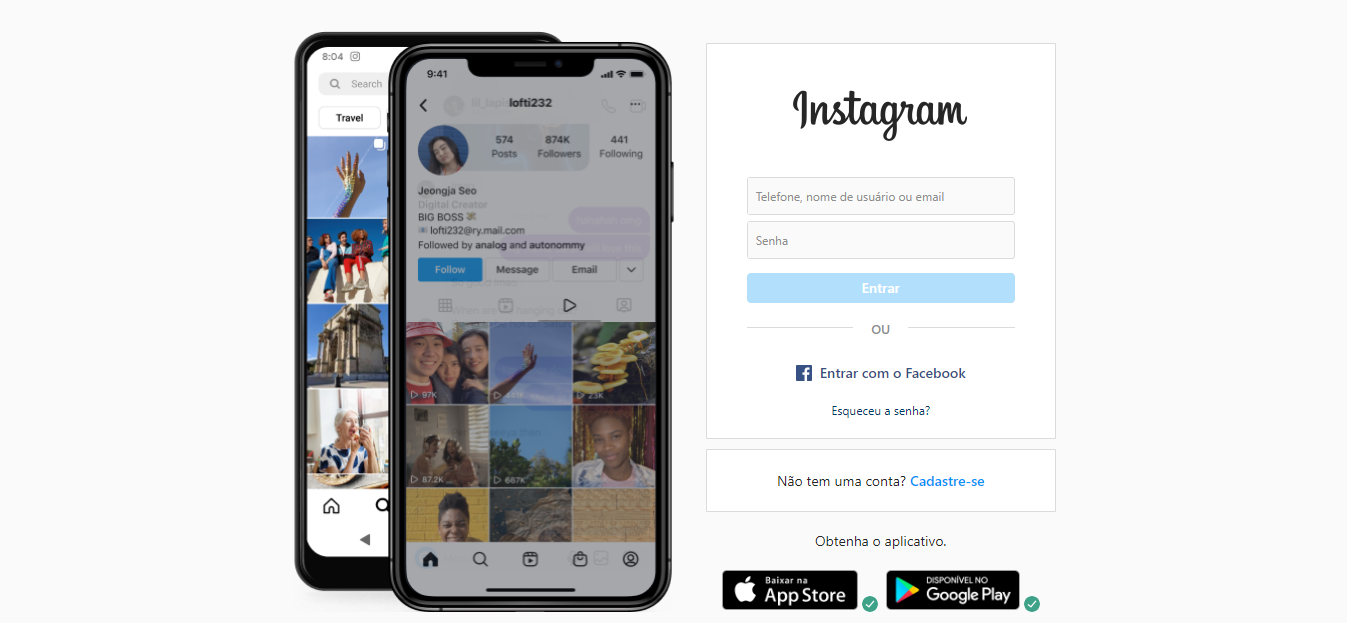 8:04
Search
Travel
9:41
lofti232
574
874K
441
Posts
Followers
Following
Jeongja Seo
Digital Creator
BIG BOSS
lofti232@ry.mail.com
Followed by analog and autonommy
Follow
Message
Email
97K
23K
87.2K
667K
Instagram
Telefone, nome de usuário ou email
Senha
Entrar
OU
Entrar com o Facebook
Esqueceu a senha?
Não tem uma conta? Cadastre-se
Obtenha o aplicativo.
Baixar na
App Store
DISPONÍVEL NO
Google Play